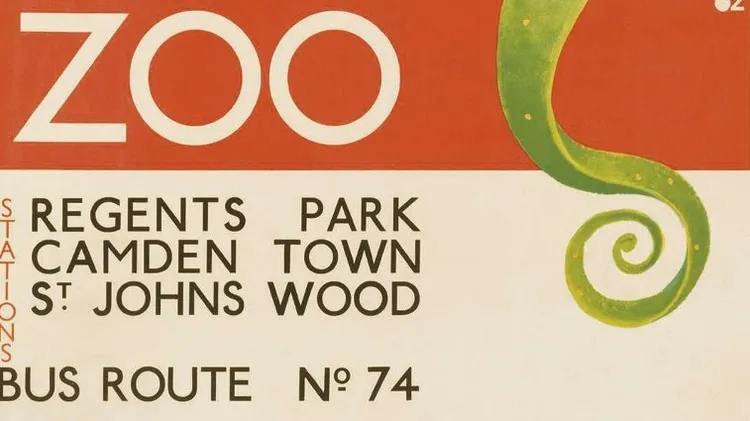 ZOO
STATIONS
REGENTS PARK
CAMDEN TOWN
ST JOHNS WOOD
BUS ROUTE Nº 74